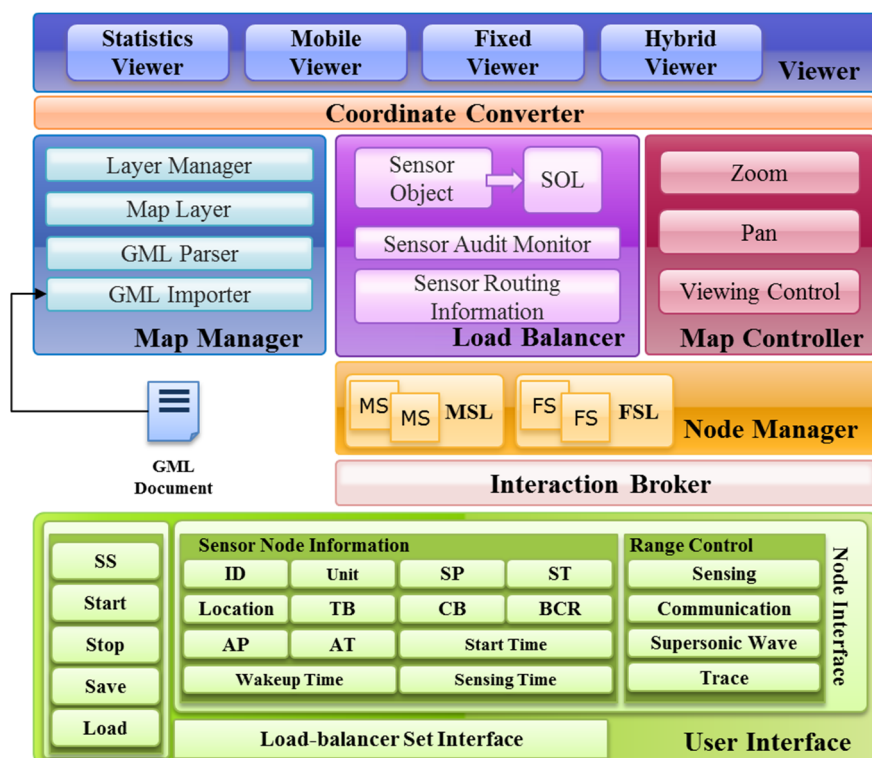 Statistics
Viewer
Mobile
Viewer
Fixed
Viewer
Hybrid
Viewer
Viewer
Coordinate Converter
Layer Manager
Map Layer
GML Parser
GML Importer
Map Manager
Sensor
Object
SOL
Sensor Audit Monitor
Sensor Routing
Information
Load Balancer
Zoom
Pan
Viewing Control
Map Controller
GML
Document
MS
MS
MSL
FS
FS
FSL
Node Manager
Interaction Broker
SS
Start
Stop
Save
Load
Sensor Node Information
ID
Unit
SP
ST
Location
TB
CB
BCR
AP
AT
Start Time
Wakeup Time
Sensing Time
Range Control
Sensing
Communication
Supersonic Wave
Trace
Node Interface
Load-balancer Set Interface
User Interface